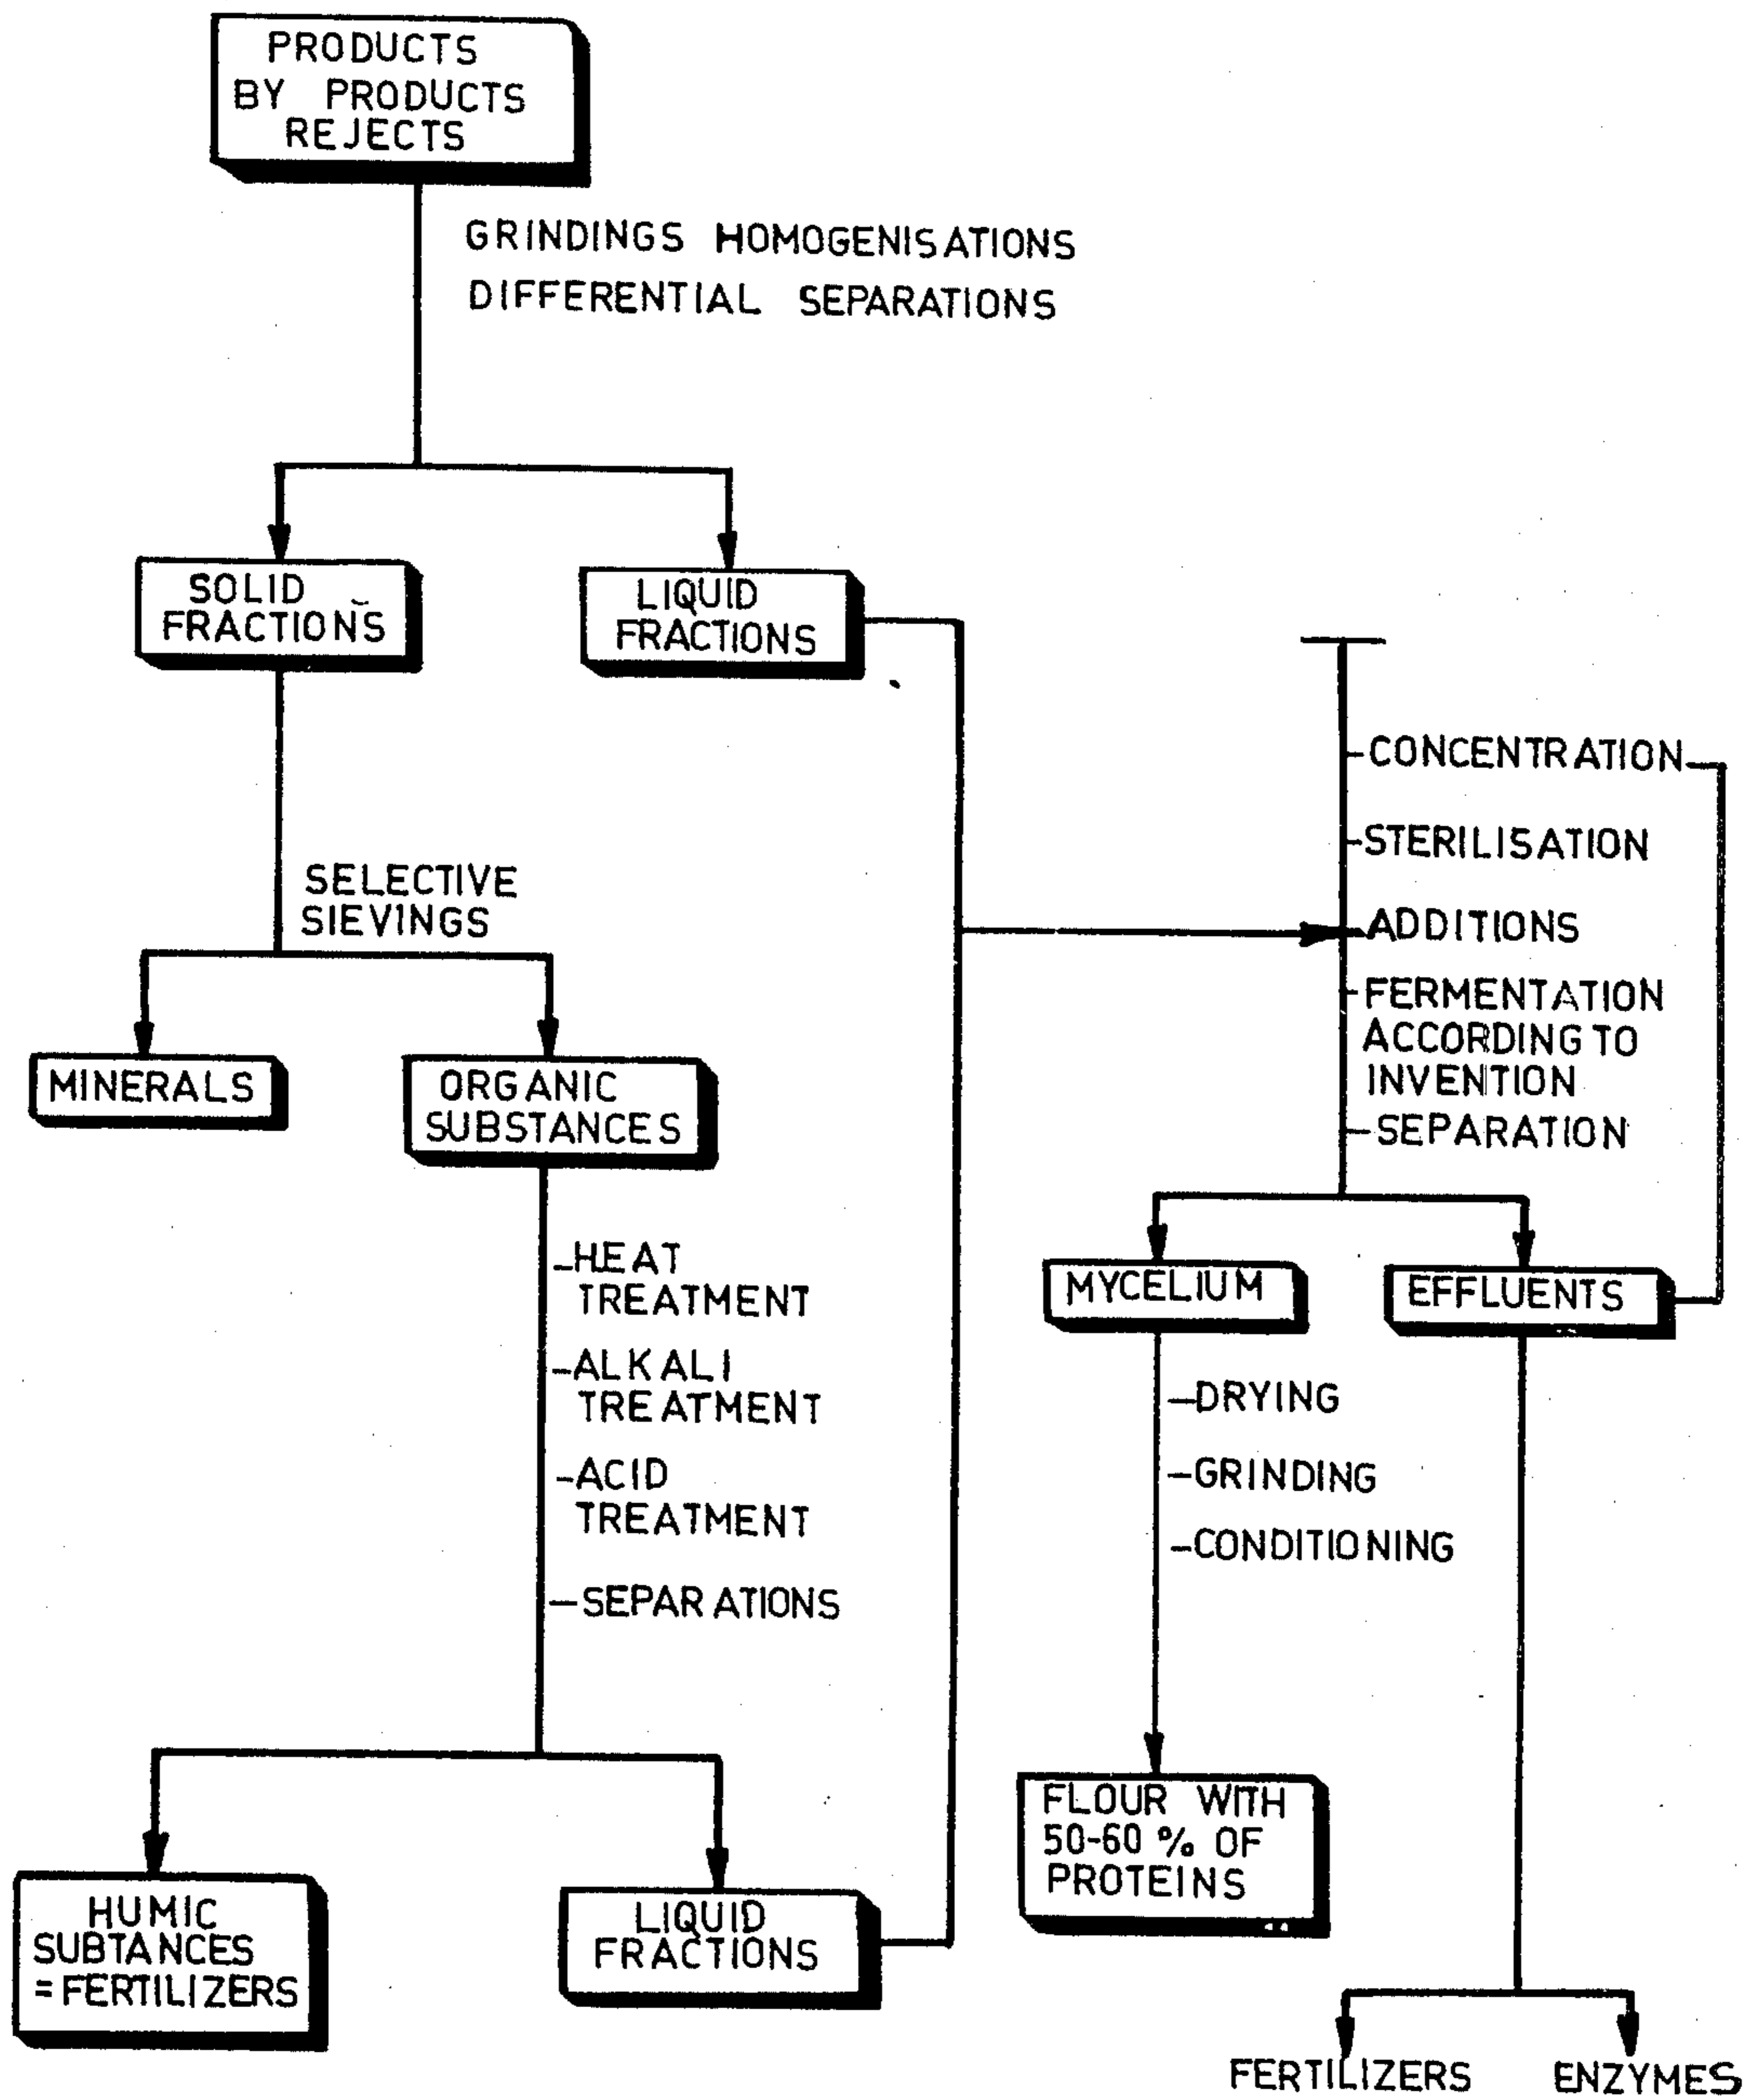 PRODUCTS
BY PRODUCTS
REJECTS
GRINDINGS HOMOGENISATIONS
DIFFERENTIAL SEPARATIONS
SOLID
FRACTIONS
LIQUID
FRACTIONS
SELECTIVE
SIEVINGS
MINERALS
ORGANIC
SUBSTANCES
-HEAT
TREATMENT
-ALKALI
TREATMENT
-ACID
TREATMENT
-SEPARATIONS
HUMIC
SUBTANCES
=FERTILIZERS
LIQUID
FRACTIONS
-CONCENTRATION
-STERILISATION
-ADDITIONS
-FERMENTATION
ACCORDING TO
INVENTION
-SEPARATION
MYCELIUM
EFFLUENTS
-DRYING
-GRINDING
-CONDITIONING
FLOUR WITH
50-60 % OF
PROTEINS
FERTILIZERS
ENZYMES